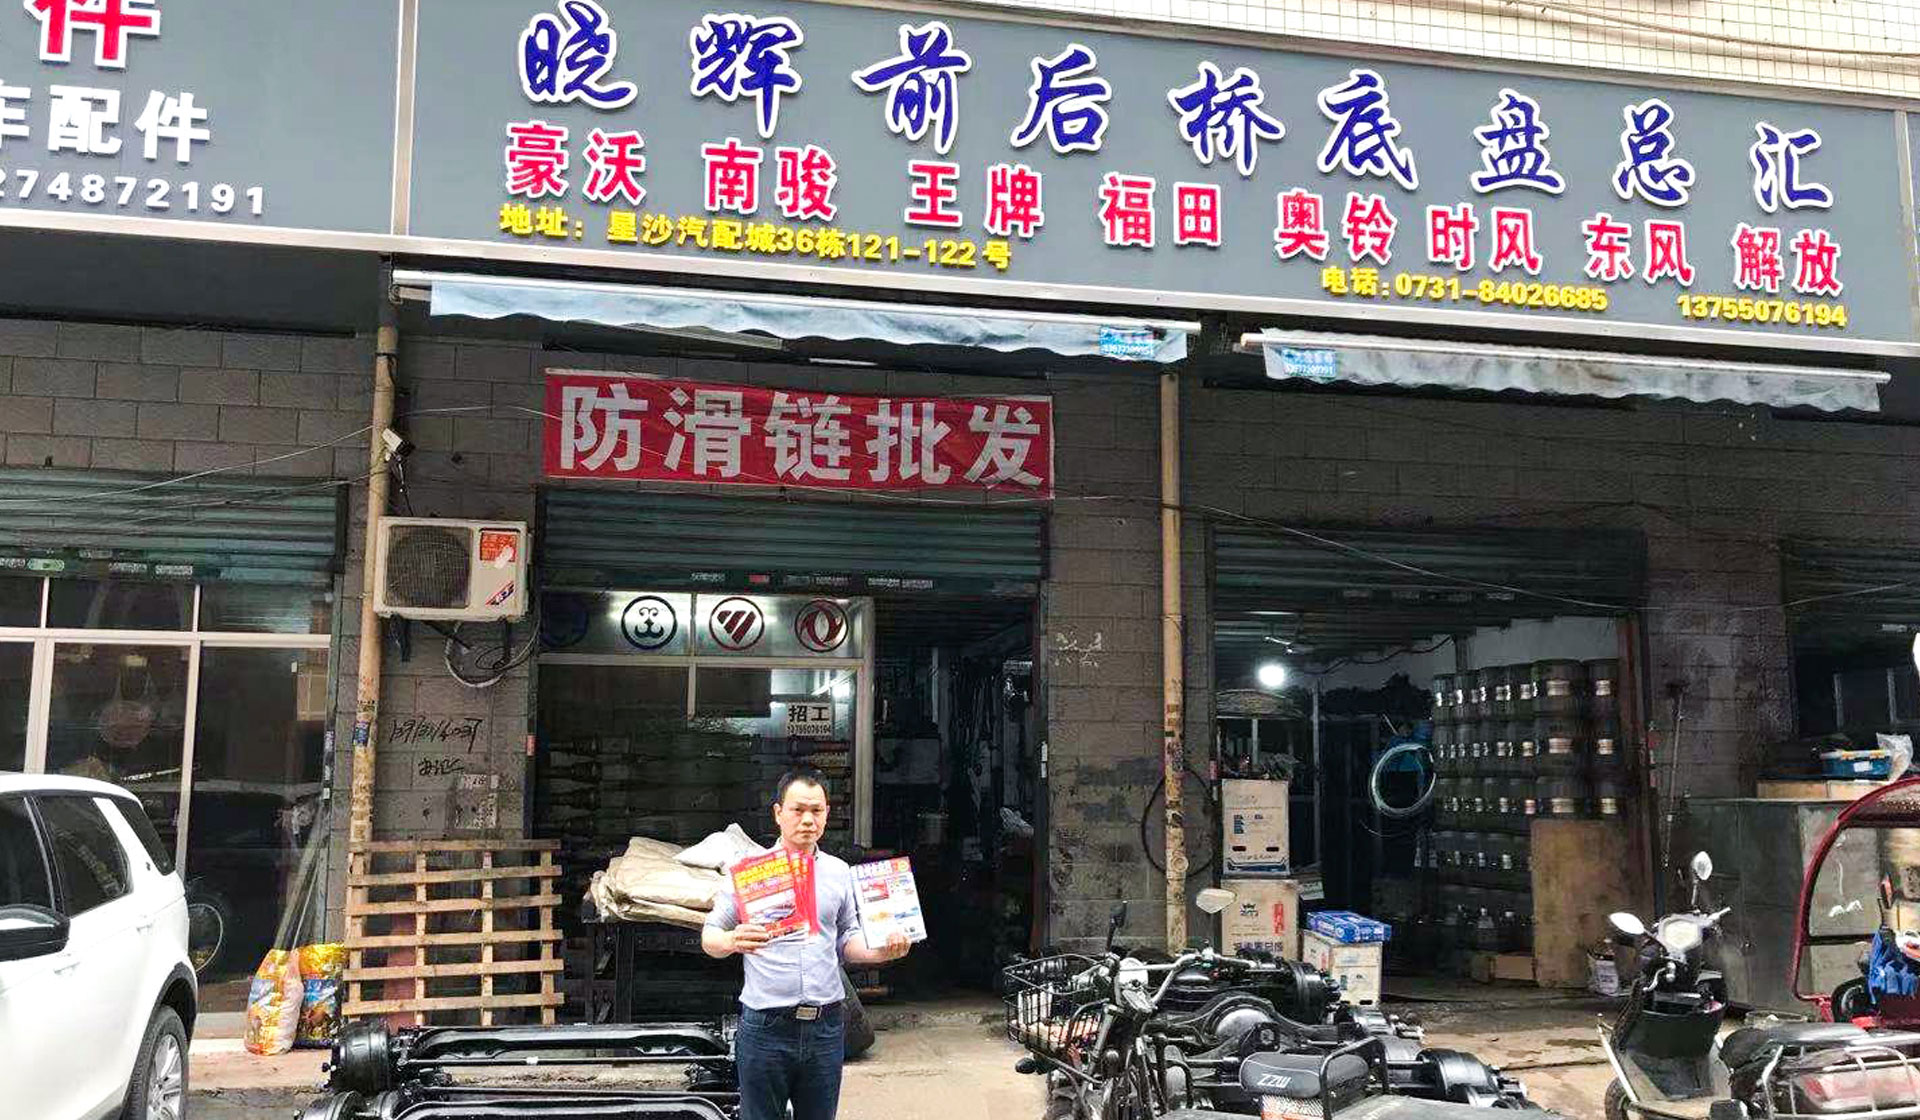 件
车配件
274872191
晓辉前后桥底盘总汇
豪沃 南骏 王牌 福田 奥铃 时风 东风 解放
地址：星沙汽配城36栋121-122号
电话:0731-84026685 13755076194
防滑链批发
招工
13755076194
ZZW